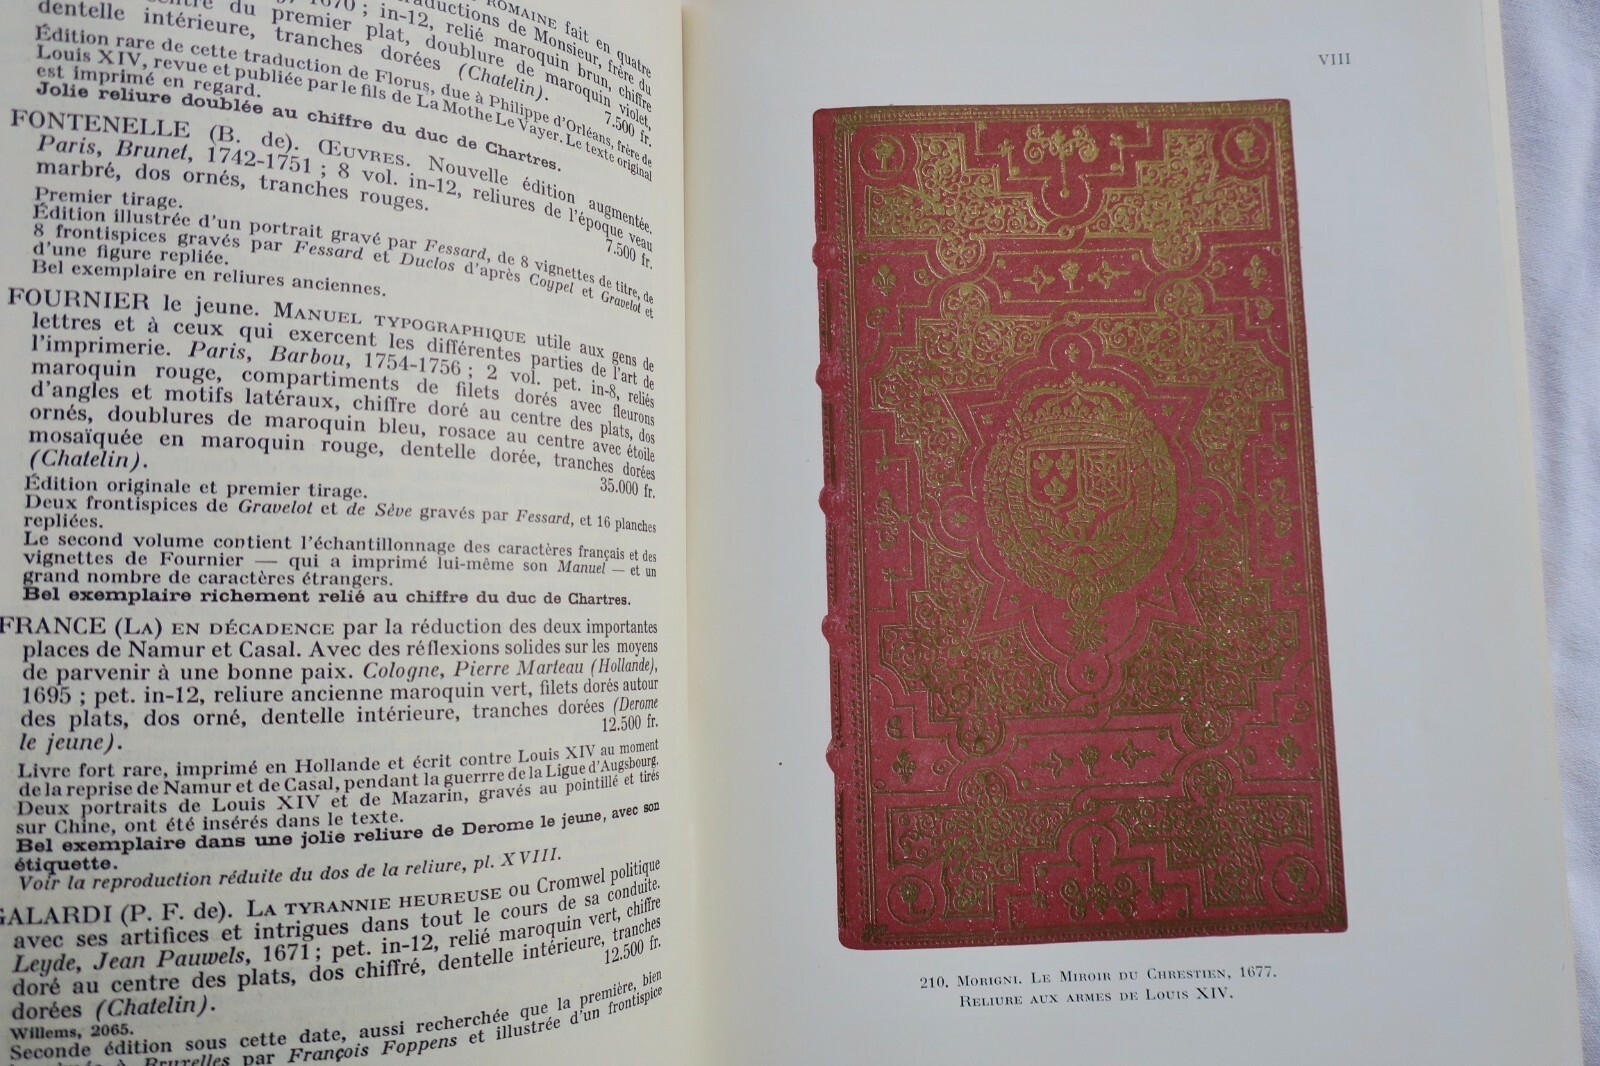 ROMAINE fait en quatre
1670 ; in-12, relié maroquin brun, chiffre
traductions de Monsieur, frère du
centre du premier plat, doublure de maroquin violet,
dentelle intérieure, tranches dorées (Chatelin).
7.500 fr.
Édition rare de cette traduction de Florus, due à Philippe d'Orléans, frère de
Louis XIV, revue et publiée par le fils de La Mothe Le Vayer. Le texte original
est imprimé en regard.
Jolie reliure doublée au chiffre du duc de Chartres.
FONTENELLE (B. de). ŒUVRES. Nouvelle édition augmentée.
Paris, Brunet, 1742-1751 ; 8 vol. in-12, reliures de l'époque veau
marbré, dos ornés, tranches rouges.
7.500 fr.
Premier tirage.
Édition illustrée d'un portrait gravé par Fessard, de 8 vignettes de titre, de
8 frontispices gravés par Fessard et Duclos d'après Coypel et Gravelot et
d'une figure repliée.
Bel exemplaire en reliures anciennes.
FOURNIER le jeune. MANUEL TYPOGRAPHIQUE utile aux gens de
lettres et à ceux qui exercent les différentes parties de l'art de
l'imprimerie. Paris, Barbou, 1754-1756 ; 2 vol. pet. in-8, reliés
maroquin rouge, compartiments de filets dorés avec fleurons
d'angles et motifs latéraux, chiffre doré au centre des plats, dos
ornés, doublures de maroquin bleu, rosace au centre avec étoile
mosaïquée en maroquin rouge, dentelle dorée, tranches dorées
(Chatelin).
35.000 fr.
Édition originale et premier tirage.
Deux frontispices de Gravelot et de Sève gravés par Fessard, et 16 planches
repliées.
Le second volume contient l'échantillonnage des caractères français et des
vignettes de Fournier — qui a imprimé lui-même son Manuel — et un
grand nombre de caractères étrangers.
Bel exemplaire richement relié au chiffre du duc de Chartres.
FRANCE (LA) EN DÉCADENCE par la réduction des deux importantes
places de Namur et Casal. Avec des réflexions solides sur les moyens
de parvenir à une bonne paix. Cologne, Pierre Marteau (Hollande),
1695 ; pet. in-12, reliure ancienne maroquin vert, filets dorés autour
des plats, dos orné, dentelle intérieure, tranches dorées (Derome
le jeune).
12.500 fr.
Livre fort rare, imprimé en Hollande et écrit contre Louis XIV au moment
de la reprise de Namur et de Casal, pendant la guerrre de la Ligue d'Augsbourg.
Deux portraits de Louis XIV et de Mazarin, gravés au pointillé et tirés
sur Chine, ont été insérés dans le texte.
Bel exemplaire dans une jolie reliure de Derome le jeune, avec son
étiquette.
Voir la reproduction réduite du dos de la reliure, pl. XVIII.
GALARDI (P. F. de). LA TYRANNIE HEUREUSE ou Cromwel politique
avec ses artifices et intrigues dans tout le cours de sa conduite.
Leyde, Jean Pauwels, 1671 ; pet. in-12, relié maroquin vert, chiffre
doré au centre des plats, dos chiffré, dentelle intérieure, tranches
dorées (Chatelin).
12.500 fr.
Willems, 2065.
Seconde édition sous cette date, aussi recherchée que la première, bien
à Bruxelles par François Foppens et illustrée d'un frontispice
VIII
210. MORIGNI. LE MIROIR DU CHRESTIEN, 1677.
RELIURE AUX ARMES DE LOUIS XIV.